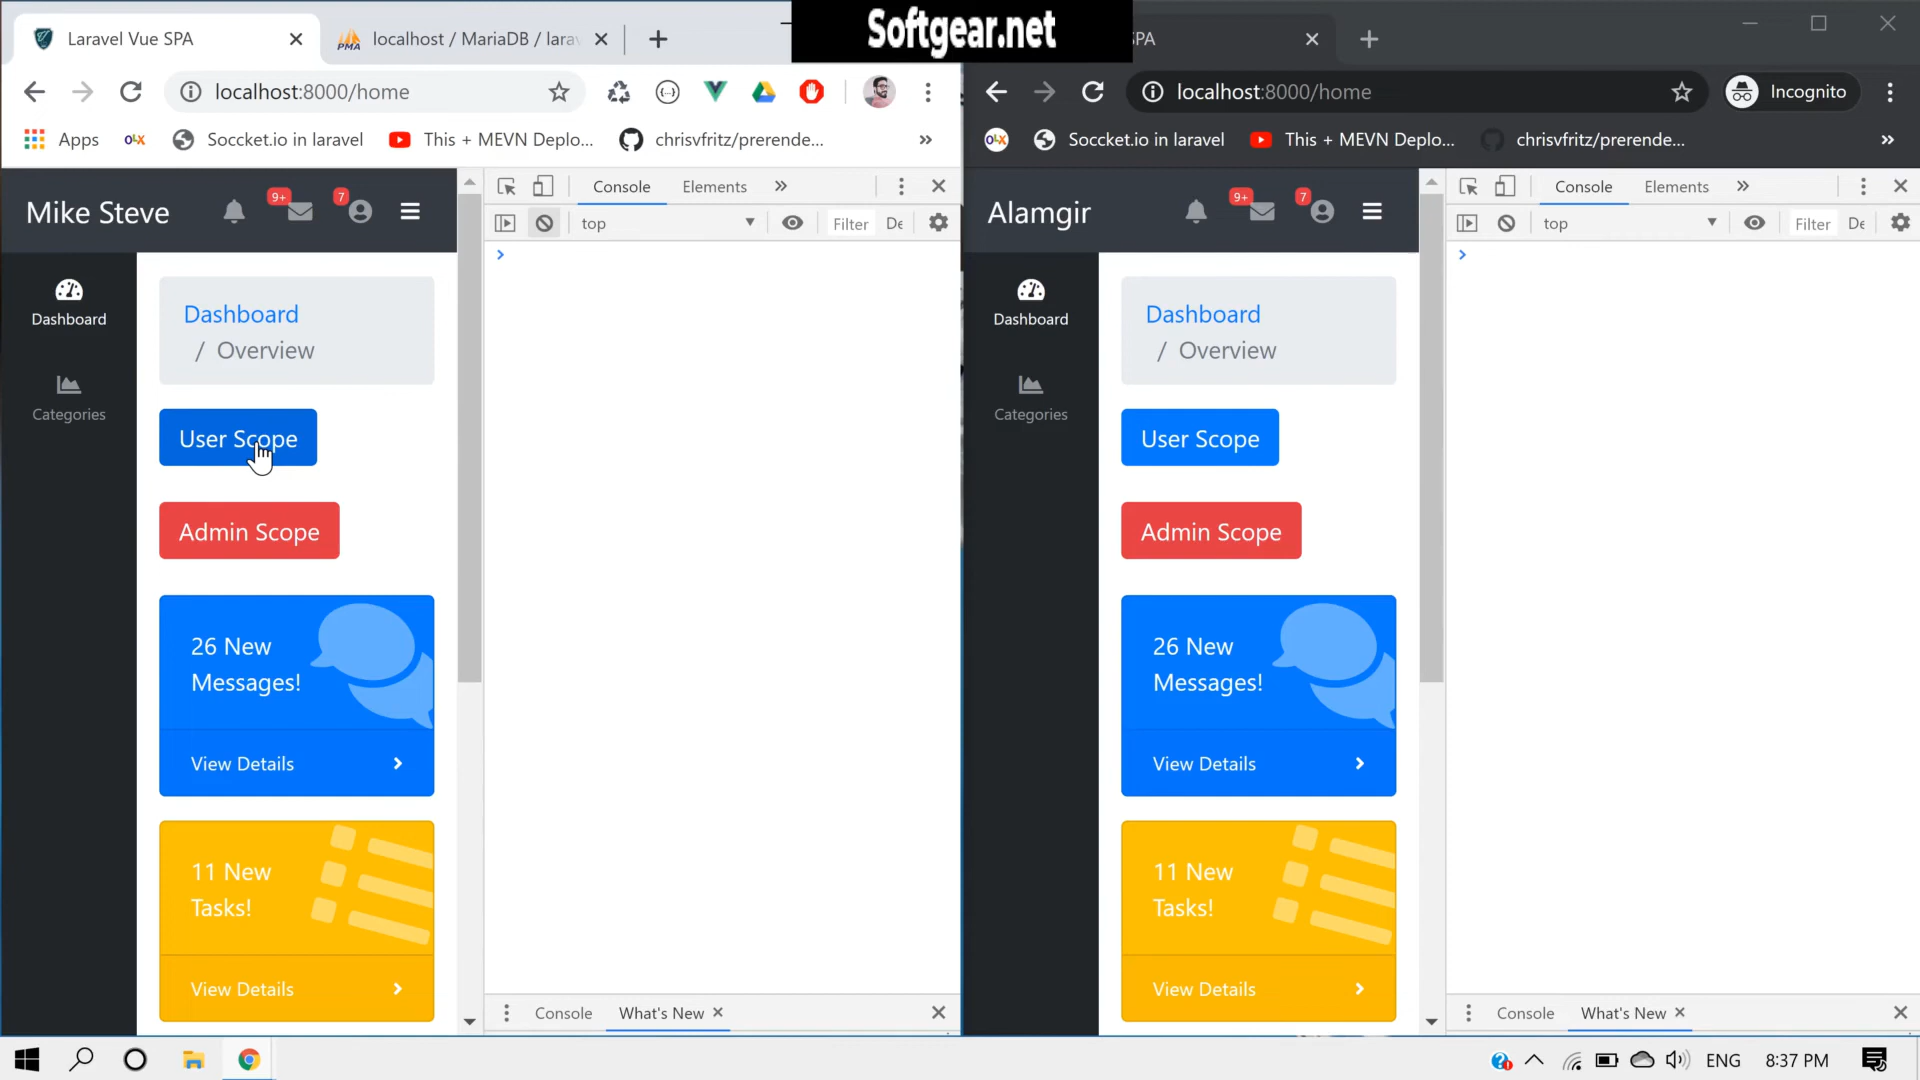 Laravel Vue SPA
localhost / MariaDB / larav
Softgear.net
SPA
localhost:8000/home
localhost:8000/home
Incognito
Apps
OLX
Soccket.io in laravel
This + MEVN Deplo...
chrisvfritz/prerende...
»
OLX
Soccket.io in laravel
This + MEVN Deplo...
chrisvfritz/prerende...
»
Mike Steve
9+
7
Console
Elements
»
top
Filter
De
Dashboard
Categories
Dashboard
/ Overview
User Scope
Admin Scope
26 New
Messages!
View Details
11 New
Tasks!
View Details
Console
What's New
Alamgir
9+
7
Console
Elements
»
top
Filter
De
Dashboard
Categories
Dashboard
/ Overview
User Scope
Admin Scope
26 New
Messages!
View Details
11 New
Tasks!
View Details
Console
What's New
ENG
8:37 PM